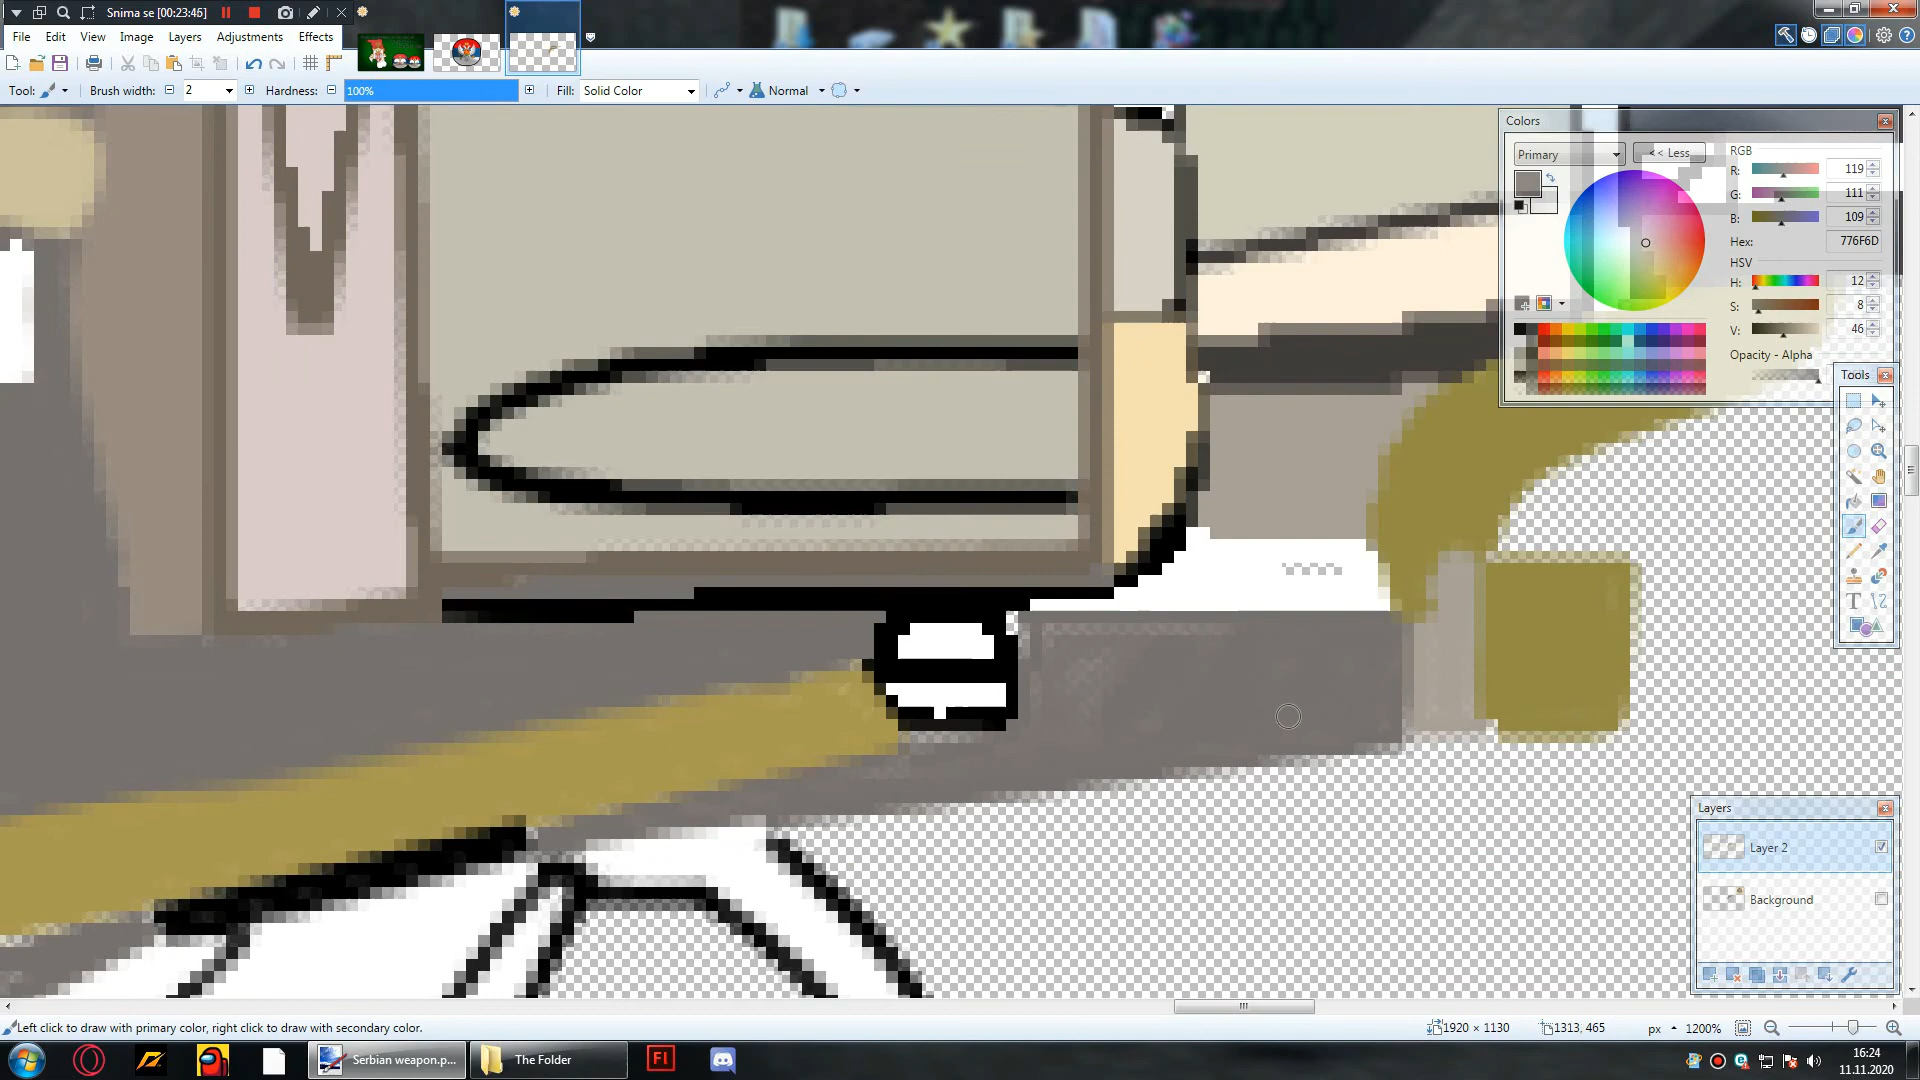 Snima se [00:23:45]
File Edit View Image Layers Adjustments Effects
Tool: Brush width: 2 Hardness: 100% Fill: Solid Color Normal
Colors
Primary << Less RGB
R: 119
G: 111
B: 109
Hex: 776F6D
HSV
H: 12
S: 8
V: 46
Opacity - Alpha
Tools
Layers
Layer 2
Background
Left click to draw with primary color, right click to draw with secondary color. 1920 × 1130 1313, 465 px 1200%
Serbian weapon.p... The Folder Fl 16:24
11.11.2020